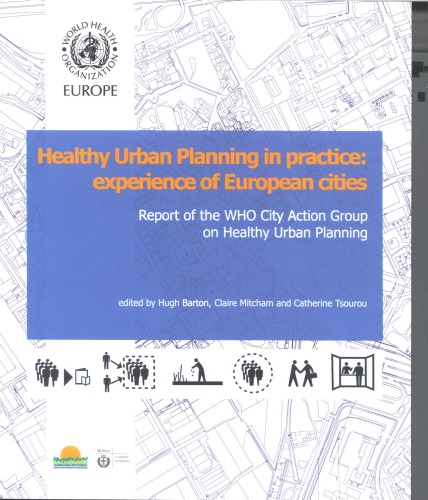 WORLD HEALTH
ORGANIZATION
EUROPE
Healthy Urban Planning in practice:
experience of European cities
Report of the WHO City Action Group
on Healthy Urban Planning
edited by Hugh Barton, Claire Mitcham and Catherine Tsourou
Milano